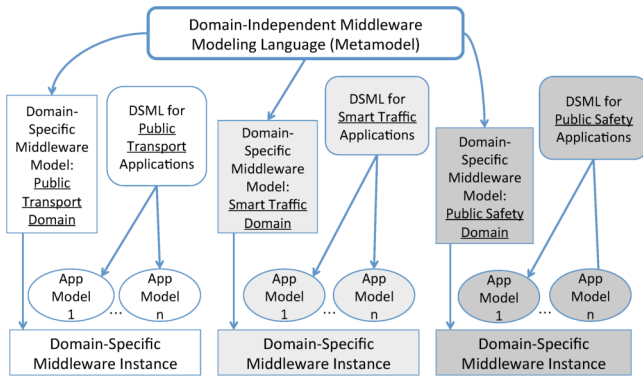 Domain-Independent Middleware
Modeling Language (Metamodel)
Domain-
Specific
Middleware
Model:
Public
Transport
Domain
DSML for
Public
Transport
Applications
App
Model
1
...
App
Model
n
Domain-Specific
Middleware Instance
Domain-
Specific
Middleware
Model:
Smart Traffic
Domain
DSML for
Smart Traffic
Applications
App
Model
1
...
App
Model
n
Domain-Specific
Middleware Instance
Domain-
Specific
Middleware
Model:
Public Safety
Domain
DSML for
Public Safety
Applications
App
Model
1
...
App
Model
n
Domain-Specific
Middleware Instance